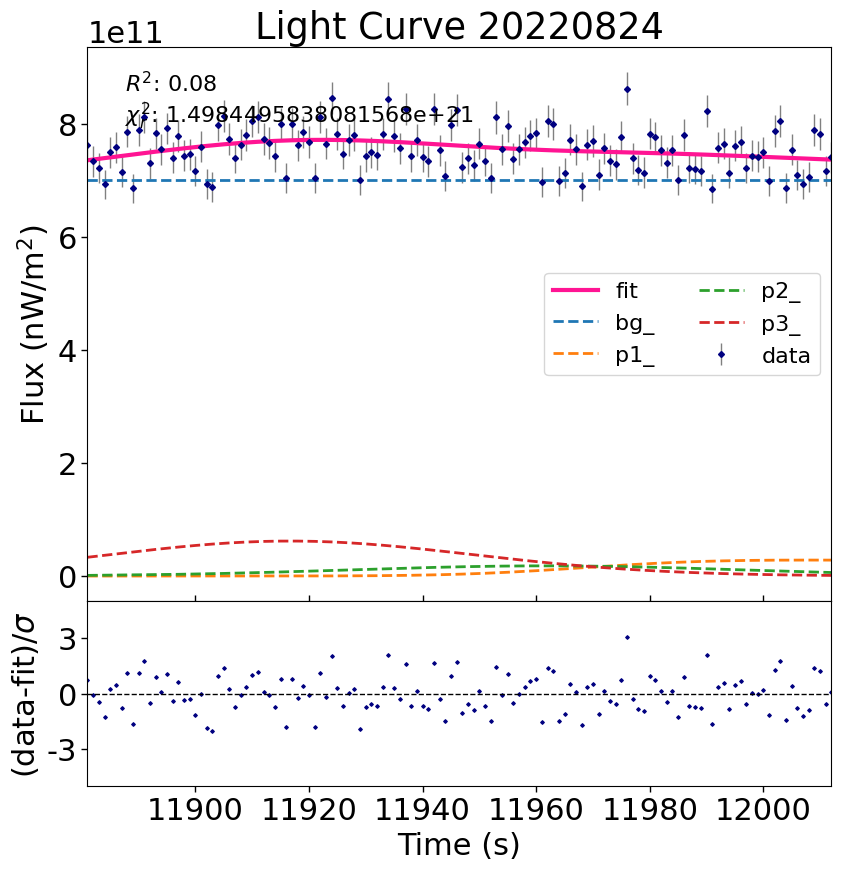 Light Curve 20220824
1e11
R²: 0.08
χ²ᵣ: 1.4984495838081568e+21
8
6
4
2
0
Flux (nW/m²)
fit
bg_
p1_
p2_
p3_
data
3
0
-3
(data-fit)/σ
11900 11920 11940 11960 11980 12000
Time (s)